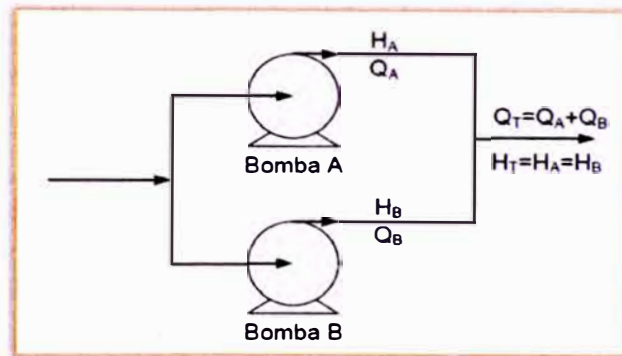 H_A
Q_A
Bomba A
Q_T=Q_A+Q_B
H_T=H_A=H_B
H_B
Q_B
Bomba B